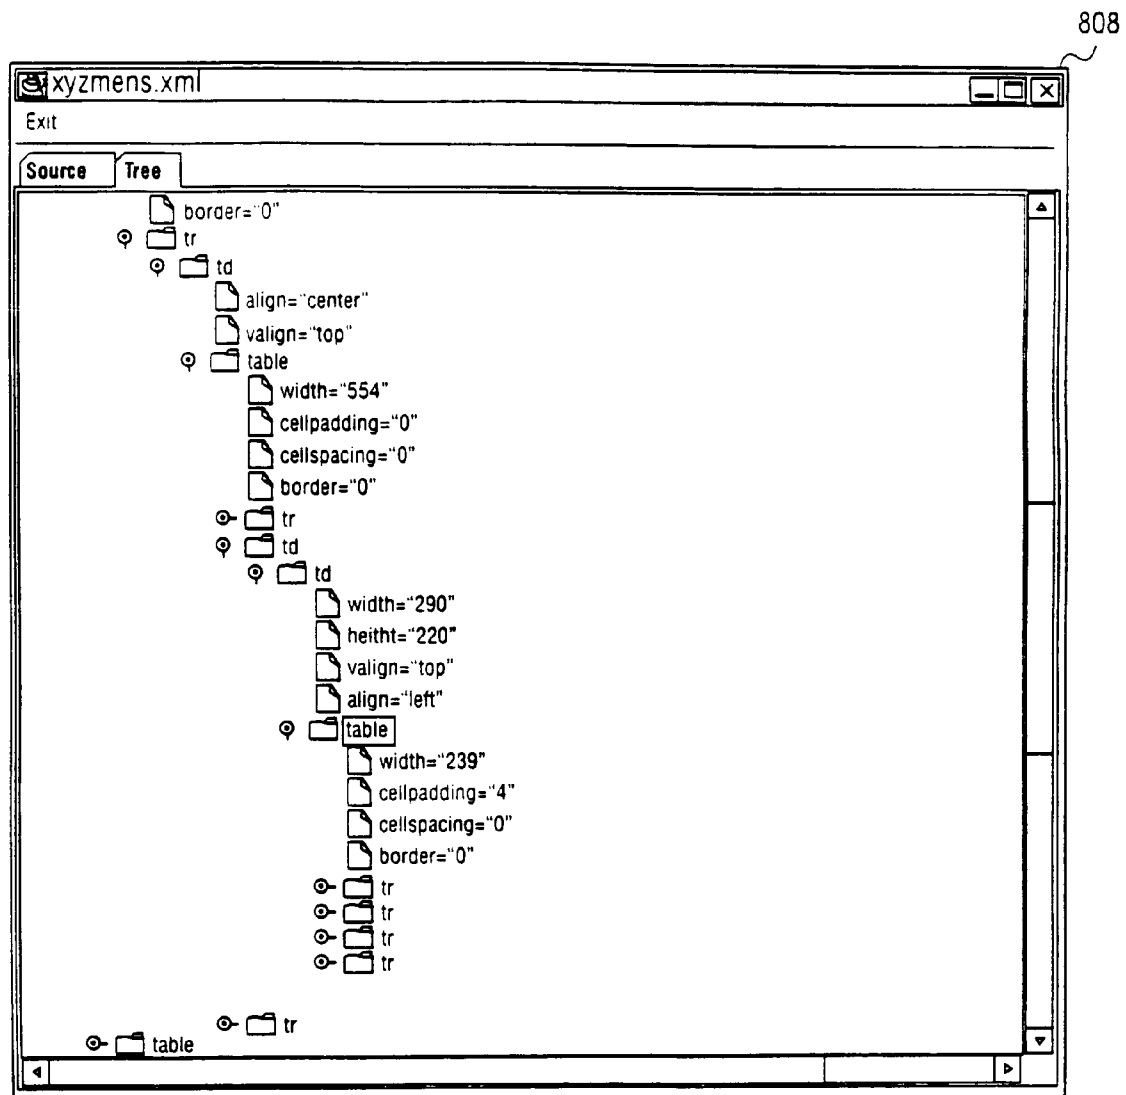 808
xyzmens.xml
Exit
Source Tree
border="0"
tr
td
align="center"
valign="top"
table
width="554"
cellpadding="0"
cellspacing="0"
border="0"
tr
td
td
width="290"
heitht="220"
valign="top"
align="left"
table
width="239"
cellpadding="4"
cellspacing="0"
border="0"
tr
tr
tr
tr
tr
table